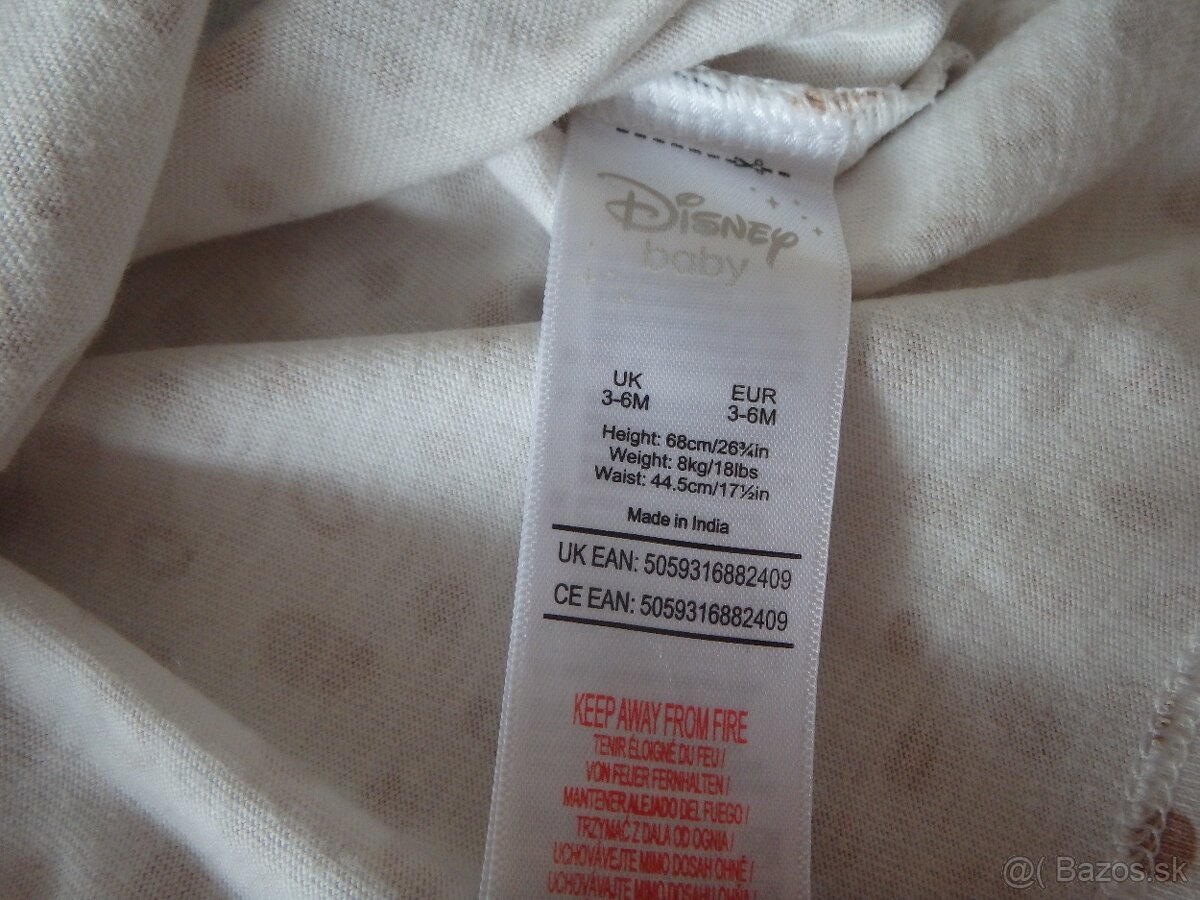 Disney
baby
UK
3-6M
EUR
3-6M
Height: 68cm/26¾in
Weight: 8kg/18lbs
Waist: 44.5cm/17½in
Made in India
UK EAN: 5059316882409
CE EAN: 5059316882409
KEEP AWAY FROM FIRE
TENIR ÉLOIGNÉ DU FEU /
VON FEUER FERNHALTEN /
MANTENER ALEJADO DEL FUEGO /
TRZYMAĆ Z DALA OD OGNIA /
UCHOVÁVEJTE MIMO DOSAH OHNĚ /
UCHOVÁVAJTE MIMO DOSAHU OHŇA /
@( Bazos.sk